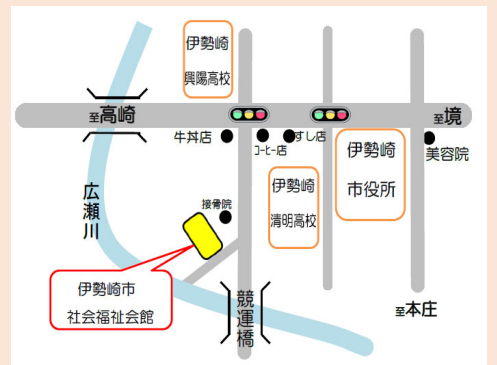 伊勢崎
興陽高校
至高崎
至境
牛丼店
コーヒー店
すし店
伊勢崎
市役所
美容院
伊勢崎
清明高校
広瀬川
接骨院
伊勢崎市
社会福祉会館
競運橋
至本庄